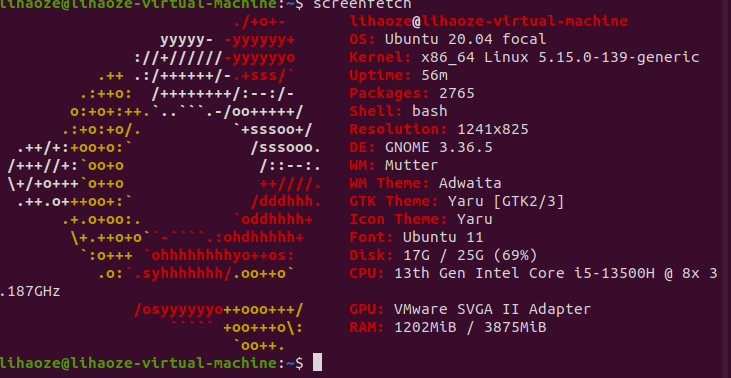 lihaoze@lihaoze-virtual-machine:~$ screenfetch
./+o+- lihaoze@lihaoze-virtual-machine
yyyyy- -yyyyyy+ OS: Ubuntu 20.04 focal
://+//////-yyyyyyo Kernel: x86_64 Linux 5.15.0-139-generic
.++ .:/++++++/-.+sss/` Uptime: 56m
.:++o: /++++++++/:--:/- Packages: 2765
o:+o+:++.`..```.-/oo+++++/ Shell: bash
.:+o:+o/. `+sssoo+/ Resolution: 1241x825
.++/+:+oo+o:` /sssooo. DE: GNOME 3.36.5
/+++//+:`oo+o /::--:. WM: Mutter
\+/+o+++`o++o ++////. WM Theme: Adwaita
.++.o+++oo+:` /dddhhh. GTK Theme: Yaru [GTK2/3]
.+.o+oo:. `oddhhhh+ Icon Theme: Yaru
\+.++o+o``-````.:ohdhhhhh+ Font: Ubuntu 11
`:o+++ `ohhhhhhhhyo++os: Disk: 17G / 25G (69%)
.o:`.syhhhhhhh/.oo++o` CPU: 13th Gen Intel Core i5-13500H @ 8x 3
.187GHz
/osyyyyyyo++ooo+++/ GPU: VMware SVGA II Adapter
````` +oo+++o\: RAM: 1202MiB / 3875MiB
`oo++.
lihaoze@lihaoze-virtual-machine:~$